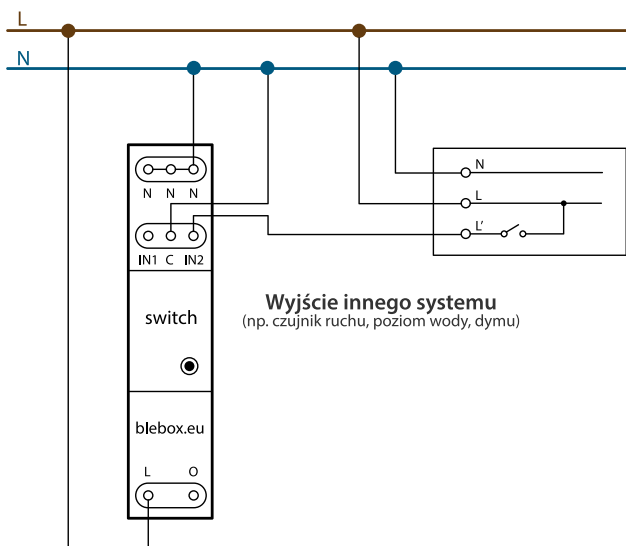 L
N
N N N
IN1 C IN2
switch
blebox.eu
L O
N
L
L'
Wyjście innego systemu
(np. czujnik ruchu, poziom wody, dymu)